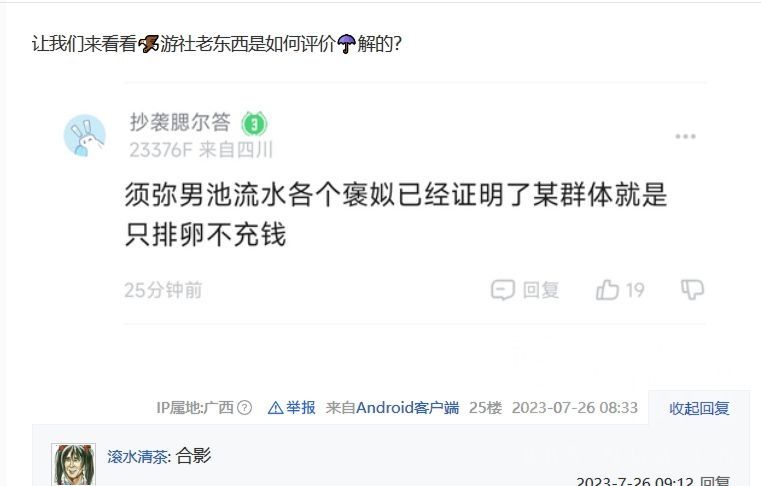 让我们来看看游社老东西是如何评价☂解的？
抄袭腮尔答 3
23376F 来自四川
须弥男池流水各个褒姒已经证明了某群体就是
只排卵不充钱
25分钟前 回复 19
IP属地:广西 举报 来自Android客户端 25楼 2023-07-26 08:33 收起回复
滚水清茶: 合影
2023-7-26 09:12 回复